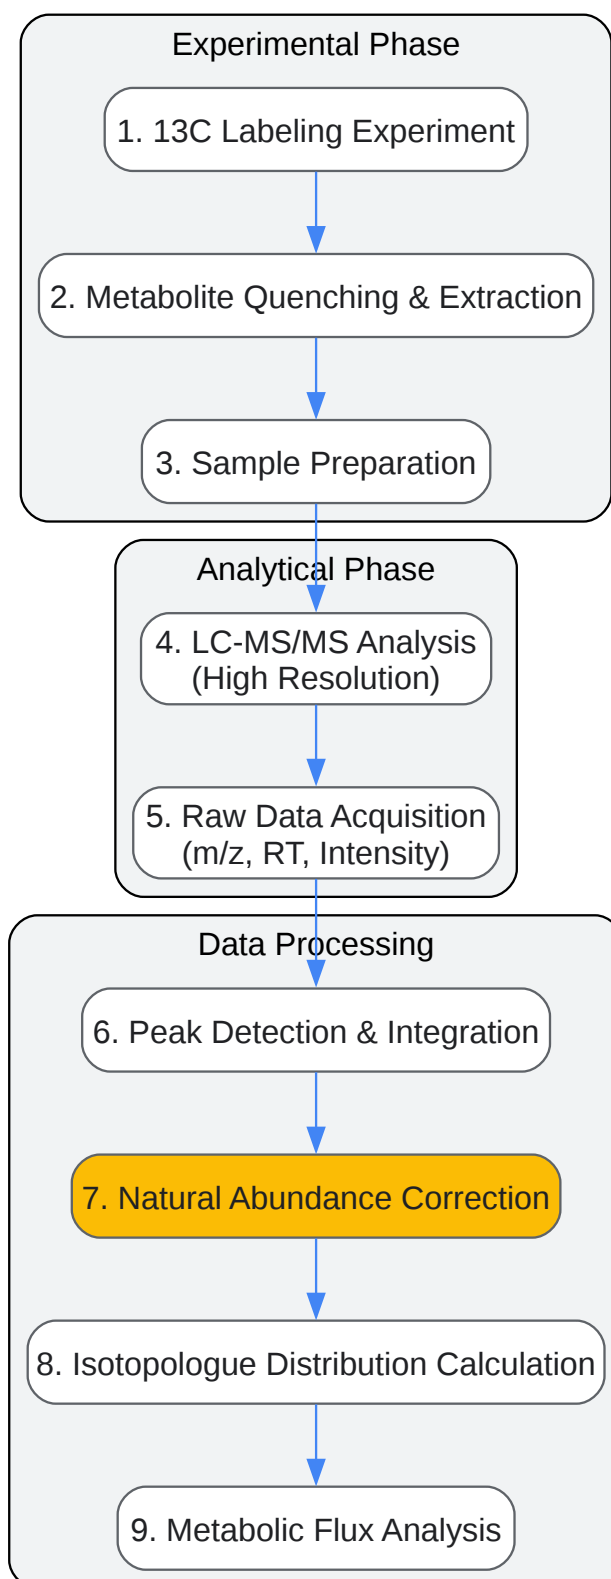 Experimental Phase
1. 13C Labeling Experiment
2. Metabolite Quenching & Extraction
3. Sample Preparation
Analytical Phase
4. LC-MS/MS Analysis
(High Resolution)
5. Raw Data Acquisition
(m/z, RT, Intensity)
Data Processing
6. Peak Detection & Integration
7. Natural Abundance Correction
8. Isotopologue Distribution Calculation
9. Metabolic Flux Analysis